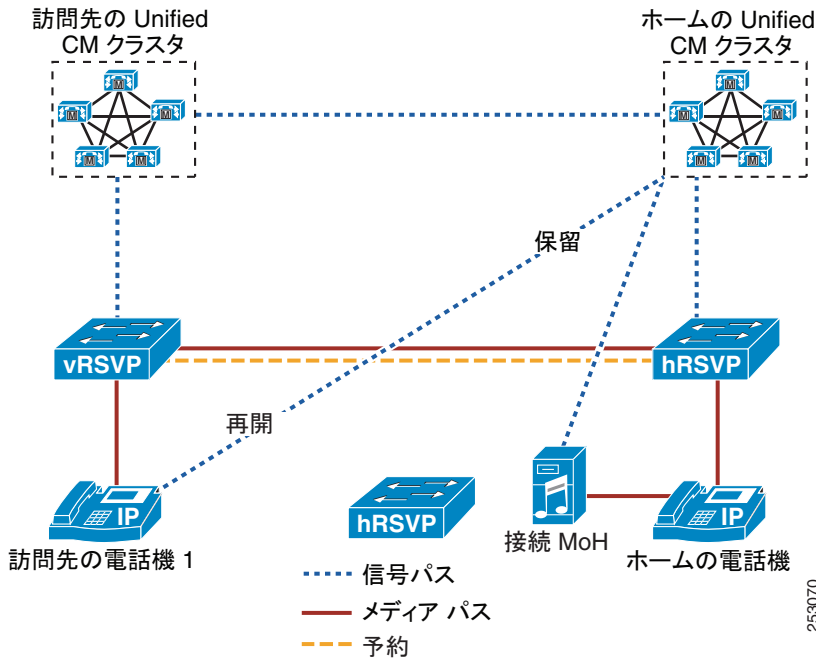 訪問先の Unified
CM クラスタ
ホームの Unified
CM クラスタ
M
M
M
M
M
M
M
M
M
M
保留
vRSVP
hRSVP
再開
IP
hRSVP
IP
訪問先の電話機 1
接続 MoH
ホームの電話機
信号パス
メディア パス
予約
253070